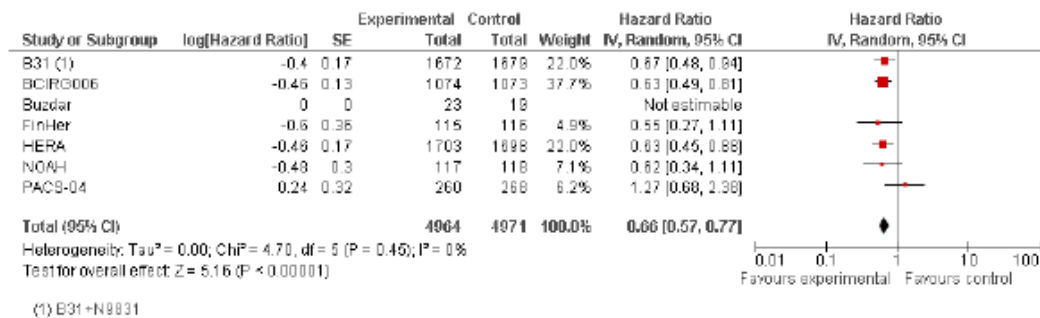 Experimental Control Hazard Ratio Hazard Ratio
Study or Subgroup log[Hazard Ratio] SE Total Total Weight IV, Random, 95% CI IV, Random, 95% CI
B31 (1) -0.4 0.17 1672 1679 22.0% 0.67 [0.48, 0.94]
BCIRG006 -0.46 0.13 1074 1073 37.7% 0.63 [0.49, 0.81]
Buzdar 0 0 23 19 Not estimable
FinHer -0.6 0.36 115 116 4.9% 0.55 [0.27, 1.11]
HERA -0.46 0.17 1703 1698 22.0% 0.63 [0.45, 0.88]
NOAH -0.48 0.3 117 118 7.1% 0.62 [0.34, 1.11]
PACS-04 0.24 0.32 260 268 6.2% 1.27 [0.68, 2.38]
Total (95% CI) 4964 4971 100.0% 0.66 [0.57, 0.77]
Heterogeneity: Tau² = 0.00; Chi² = 4.70, df = 5 (P = 0.45); I² = 0%
Test for overall effect: Z = 5.16 (P < 0.00001)
0.01 0.1 1 10 100
Favours experimental Favours control
(1) B31+N9831